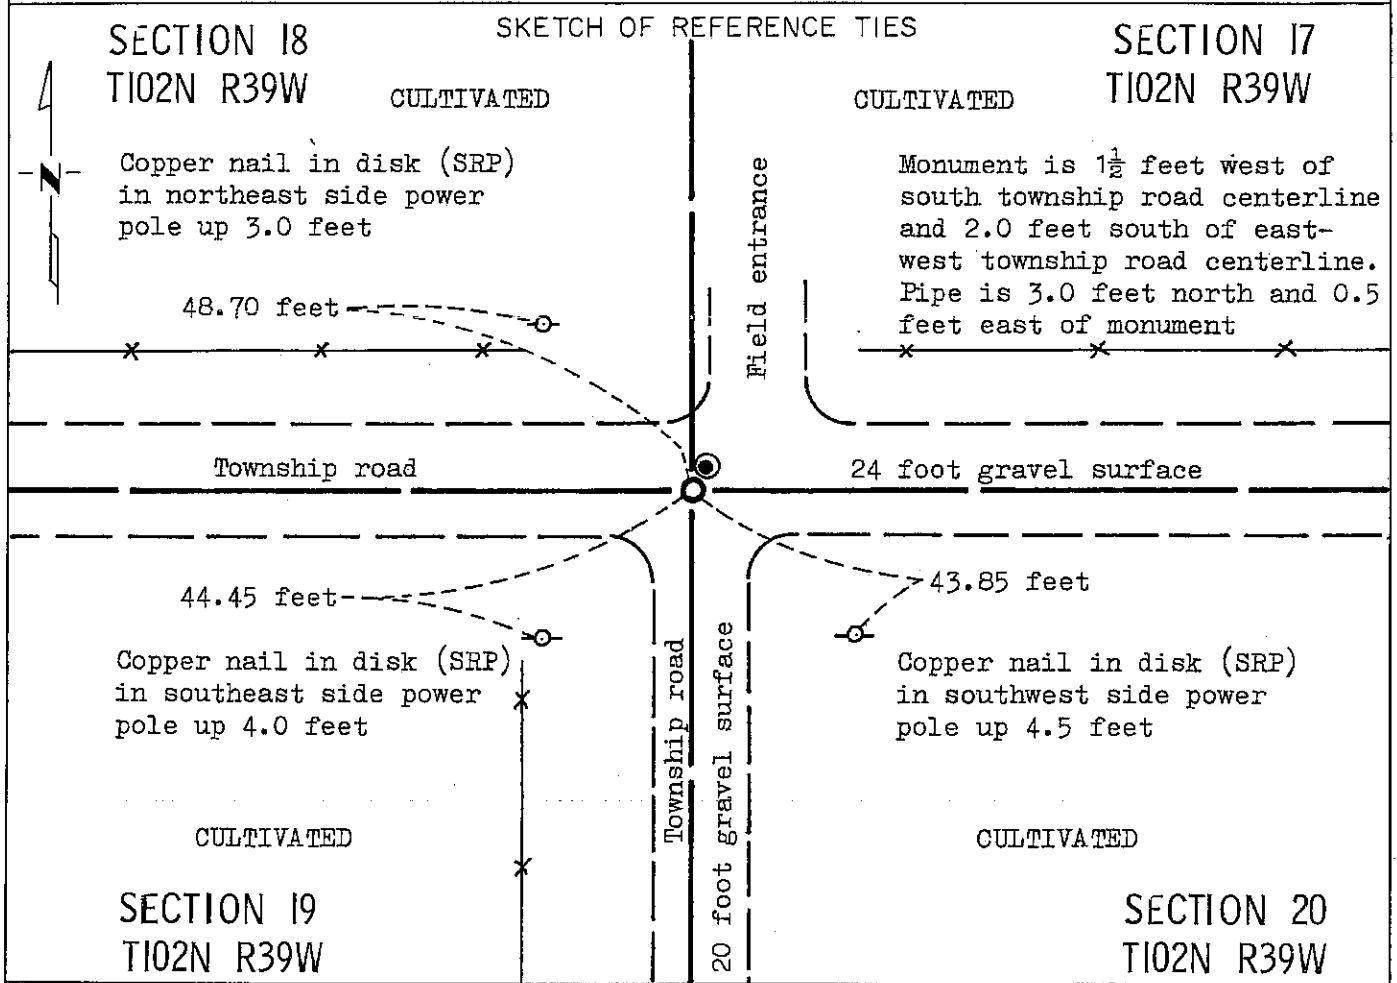 SKETCH OF REFERENCE TIES
SECTION 18
T102N R39W
CULTIVATED
SECTION 17
T102N R39W
CULTIVATED
N
Copper nail in disk (SRP)
in northeast side power
pole up 3.0 feet
48.70 feet
Field entrance
Monument is 1½ feet west of
south township road centerline
and 2.0 feet south of east-
west township road centerline.
Pipe is 3.0 feet north and 0.5
feet east of monument
Township road
24 foot gravel surface
44.45 feet
43.85 feet
Copper nail in disk (SRP)
in southeast side power
pole up 4.0 feet
Township road
20 foot gravel surface
Copper nail in disk (SRP)
in southwest side power
pole up 4.5 feet
CULTIVATED
CULTIVATED
SECTION 19
T102N R39W
SECTION 20
T102N R39W